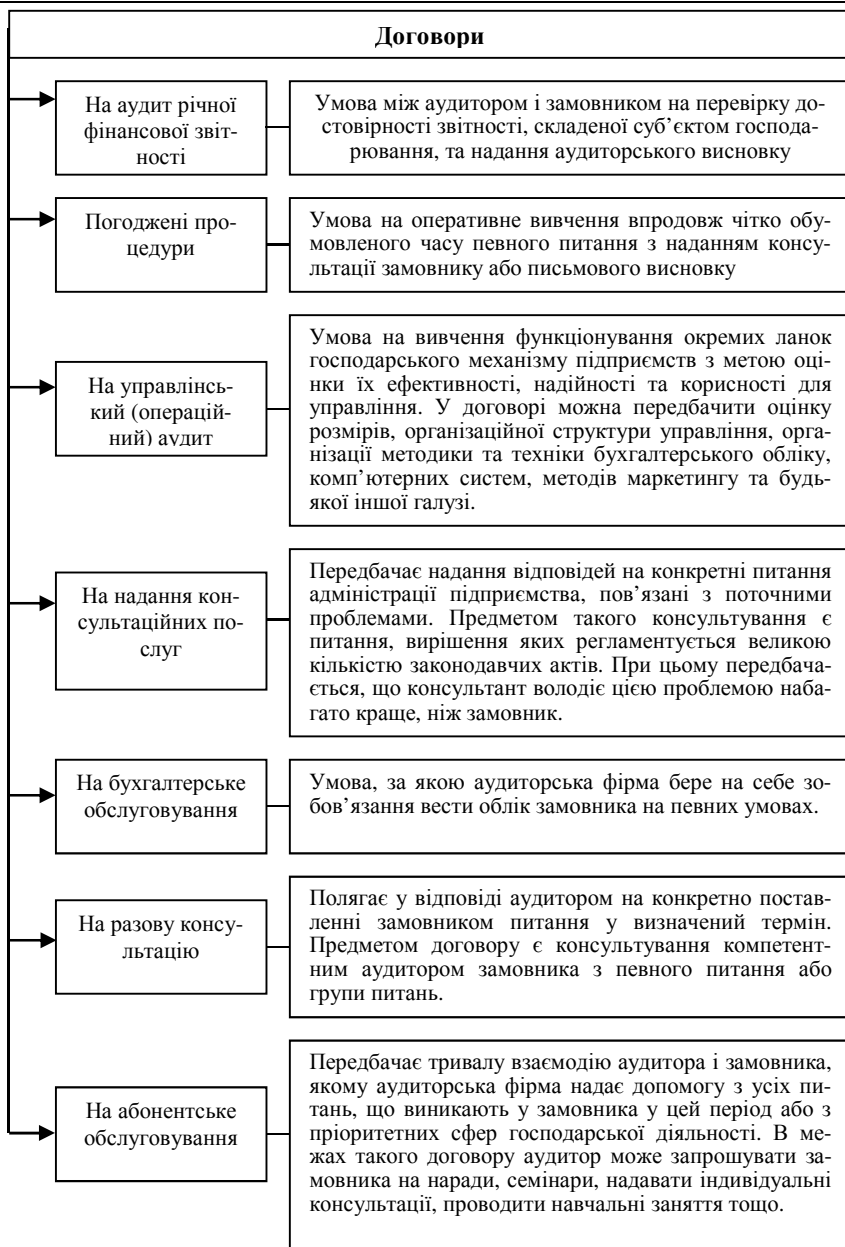 Договори
На аудит річної
фінансової звіт-
ності
Умова між аудитором і замовником на перевірку до-
стовірності звітності, складеної суб’єктом господа-
рювання, та надання аудиторського висновку
Погоджені про-
цедури
Умова на оперативне вивчення впродовж чітко обу-
мовленого часу певного питання з наданням консу-
льтації замовнику або письмового висновку
На управлінсь-
кий (операцій-
ний) аудит
Умова на вивчення функціонування окремих ланок
господарського механізму підприємств з метою оці-
нки їх ефективності, надійності та корисності для
управління. У договорі можна передбачити оцінку
розмірів, організаційної структури управління, орга-
нізації методики та техніки бухгалтерського обліку,
комп’ютерних систем, методів маркетингу та будь-
якої іншої галузі.
На надання кон-
сультаційних по-
слуг
Передбачає надання відповідей на конкретні питання
адміністрації підприємства, пов’язані з поточними
проблемами. Предметом такого консультування є
питання, вирішення яких регламентується великою
кількістю законодавчих актів. При цьому передбача-
ється, що консультант володіє цією проблемою наба-
гато краще, ніж замовник.
На бухгалтерське
обслуговування
Умова, за якою аудиторська фірма бере на себе зо-
бов’язання вести облік замовника на певних умовах.
На разову консу-
льтацію
Полягає у відповіді аудитором на конкретно постав-
ленні замовником питання у визначений термін.
Предметом договору є консультування компетент-
ним аудитором замовника з певного питання або
групи питань.
На абонентське
обслуговування
Передбачає тривалу взаємодію аудитора і замовника,
якому аудиторська фірма надає допомогу з усіх пи-
тань, що виникають у замовника у цей період або з
пріоритетних сфер господарської діяльності. В ме-
жах такого договору аудитор може запрошувати за-
мовника на наради, семінари, надавати індивідуальні
консультації, проводити навчальні заняття тощо.